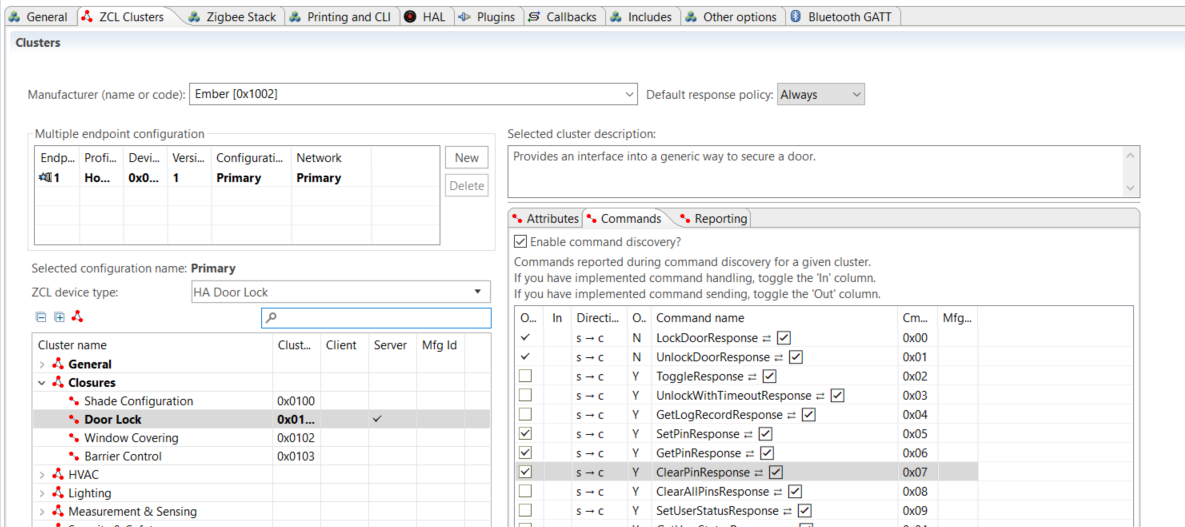 General ZCL Clusters Zigbee Stack Printing and CLI HAL Plugins Callbacks Includes Other options Bluetooth GATT
Clusters
Manufacturer (name or code): Ember [0x1002] Default response policy: Always
Multiple endpoint configuration
Endp... Profi... Devi... Versi... Configurati... Network
1 Ho... 0x0... 1 Primary Primary
New
Delete
Selected configuration name: Primary
ZCL device type: HA Door Lock
Cluster name Clust... Client Server Mfg Id
General
Closures
Shade Configuration 0x0100
Door Lock 0x01...
Window Covering 0x0102
Barrier Control 0x0103
HVAC
Lighting
Measurement & Sensing
Selected cluster description:
Provides an interface into a generic way to secure a door.
Attributes Commands Reporting
Enable command discovery?
Commands reported during command discovery for a given cluster.
If you have implemented command handling, toggle the 'In' column.
If you have implemented command sending, toggle the 'Out' column.
O... In Directi... O.. Command name Cm... Mfg...
s → c N LockDoorResponse ⇄ 0x00
s → c N UnlockDoorResponse ⇄ 0x01
s → c Y ToggleResponse ⇄ 0x02
s → c Y UnlockWithTimeoutResponse ⇄ 0x03
s → c Y GetLogRecordResponse ⇄ 0x04
s → c Y SetPinResponse ⇄ 0x05
s → c Y GetPinResponse ⇄ 0x06
s → c Y ClearPinResponse ⇄ 0x07
s → c Y ClearAllPinsResponse ⇄ 0x08
s → c Y SetUserStatusResponse ⇄ 0x09